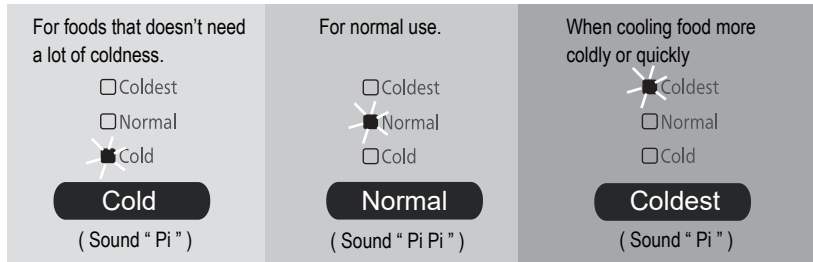 For foods that doesn’t need
a lot of coldness.
Coldest
Normal
Cold
Cold
( Sound “ Pi ” )
For normal use.
Coldest
Normal
Cold
Normal
( Sound “ Pi Pi ” )
When cooling food more
coldly or quickly
Coldest
Normal
Cold
Coldest
( Sound “ Pi ” )